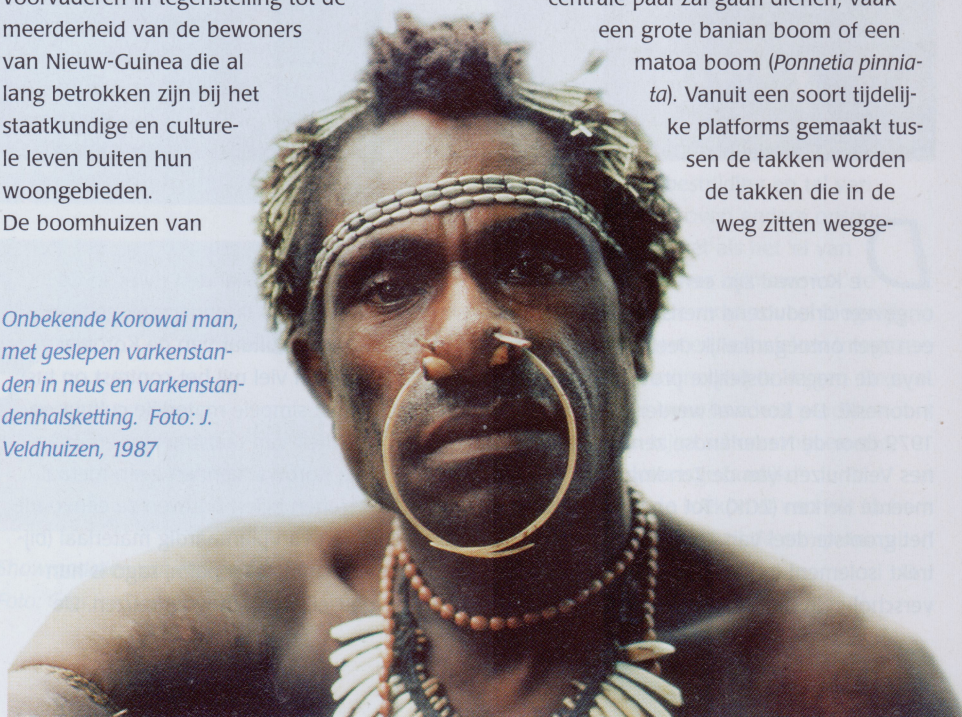 voorvaderen in tegenstelling tot de
meerderheid van de bewoners
van Nieuw-Guinea die al
lang betrokken zijn bij het
staatkundige en culture-
le leven buiten hun
woongebieden.
De boomhuizen van
Onbekende Korowai man,
met geslepen varkenstan-
den in neus en varkenstan-
denhalsketting. Foto: J.
Veldhuizen, 1987
centrale paal zal gaan dienen, vaak
een grote banian boom of een
matoa boom (Ponnetia pinnia-
ta). Vanuit een soort tijdelij-
ke platforms gemaakt tus-
sen de takken worden
de takken die in de
weg zitten wegge-